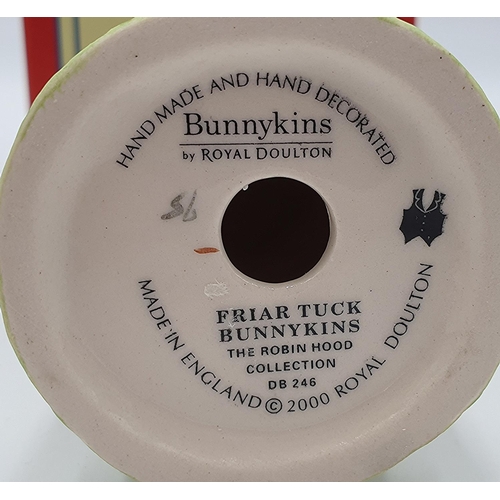 HAND MADE AND HAND DECORATED
Bunnykins
by ROYAL DOULTON
FRIAR TUCK
BUNNYKINS
THE ROBIN HOOD
COLLECTION
DB 246
MADE IN ENGLAND © 2000 ROYAL DOULTON